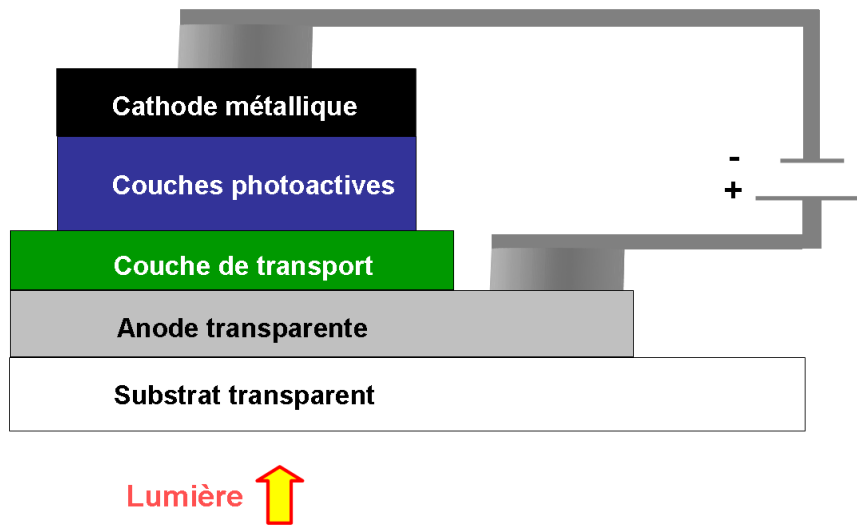 Cathode métallique
Couches photoactives
-
+
Couche de transport
Anode transparente
Substrat transparent
Lumière